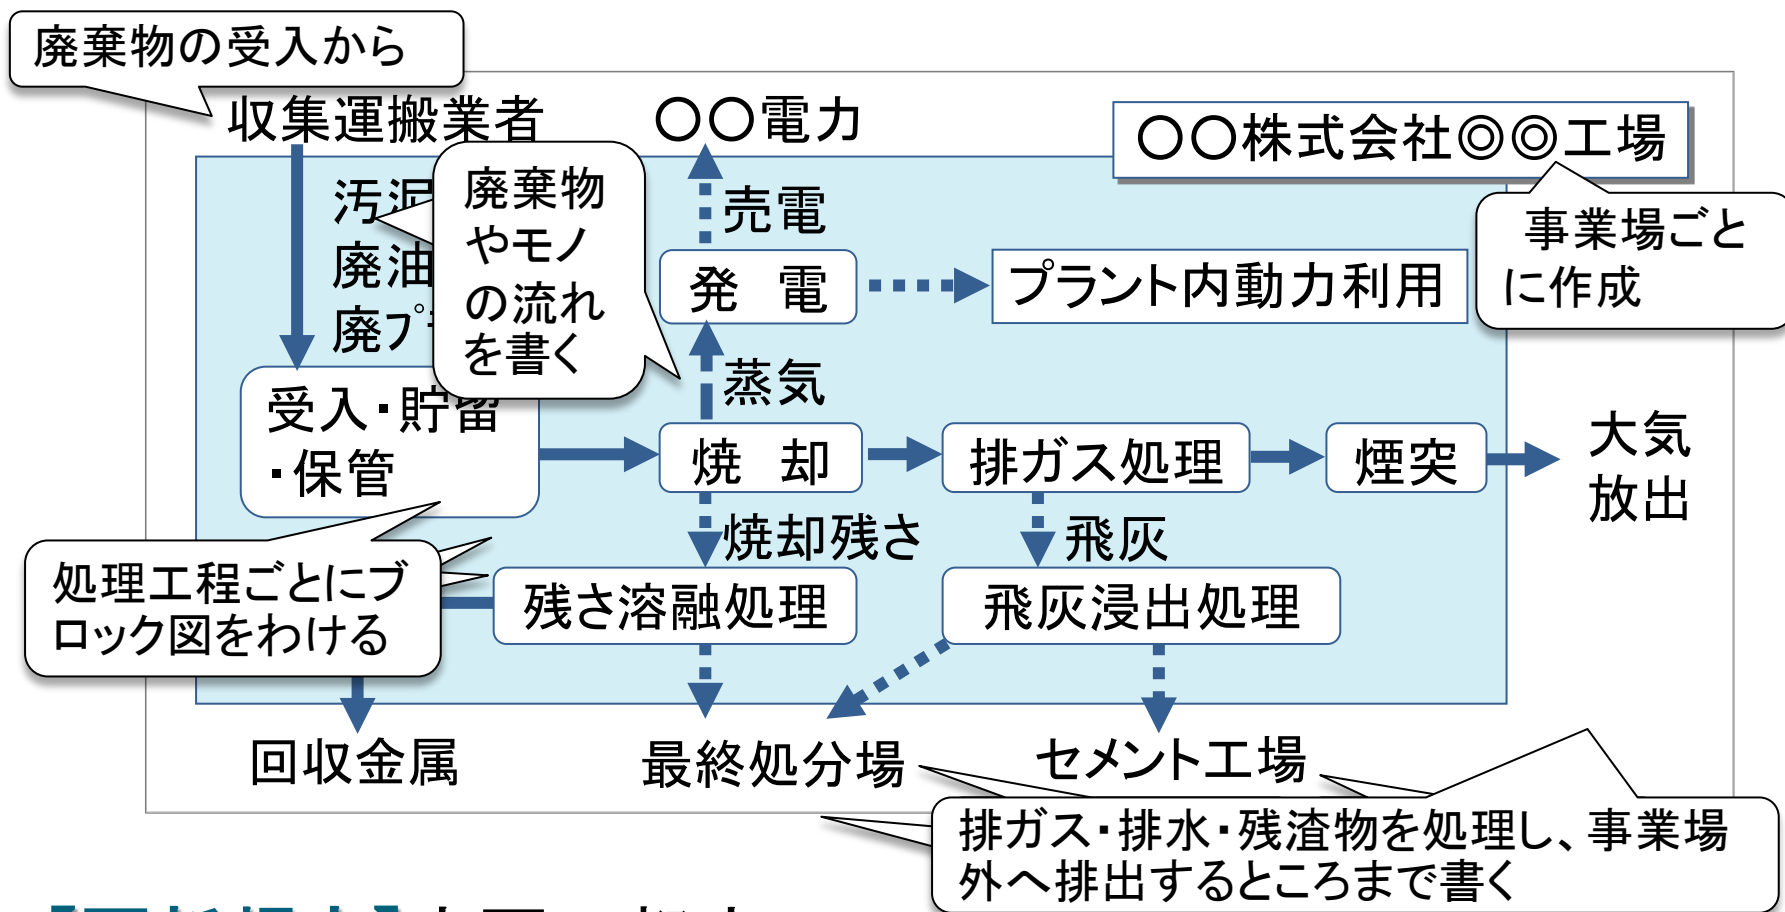 廃棄物の受入から
収集運搬業者
〇〇電力
〇〇株式会社◎◎工場
汚泥
廃油
廃プ
廃棄物
やモノ
の流れ
を書く
売電
事業場ごと
に作成
発　電
プラント内動力利用
蒸気
受入・貯留
・保管
焼　却
排ガス処理
煙突
大気
放出
焼却残さ
飛灰
処理工程ごとにブ
ロック図をわける
残さ溶融処理
飛灰浸出処理
回収金属
最終処分場
セメント工場
排ガス・排水・残渣物を処理し、事業場
外へ排出するところまで書く